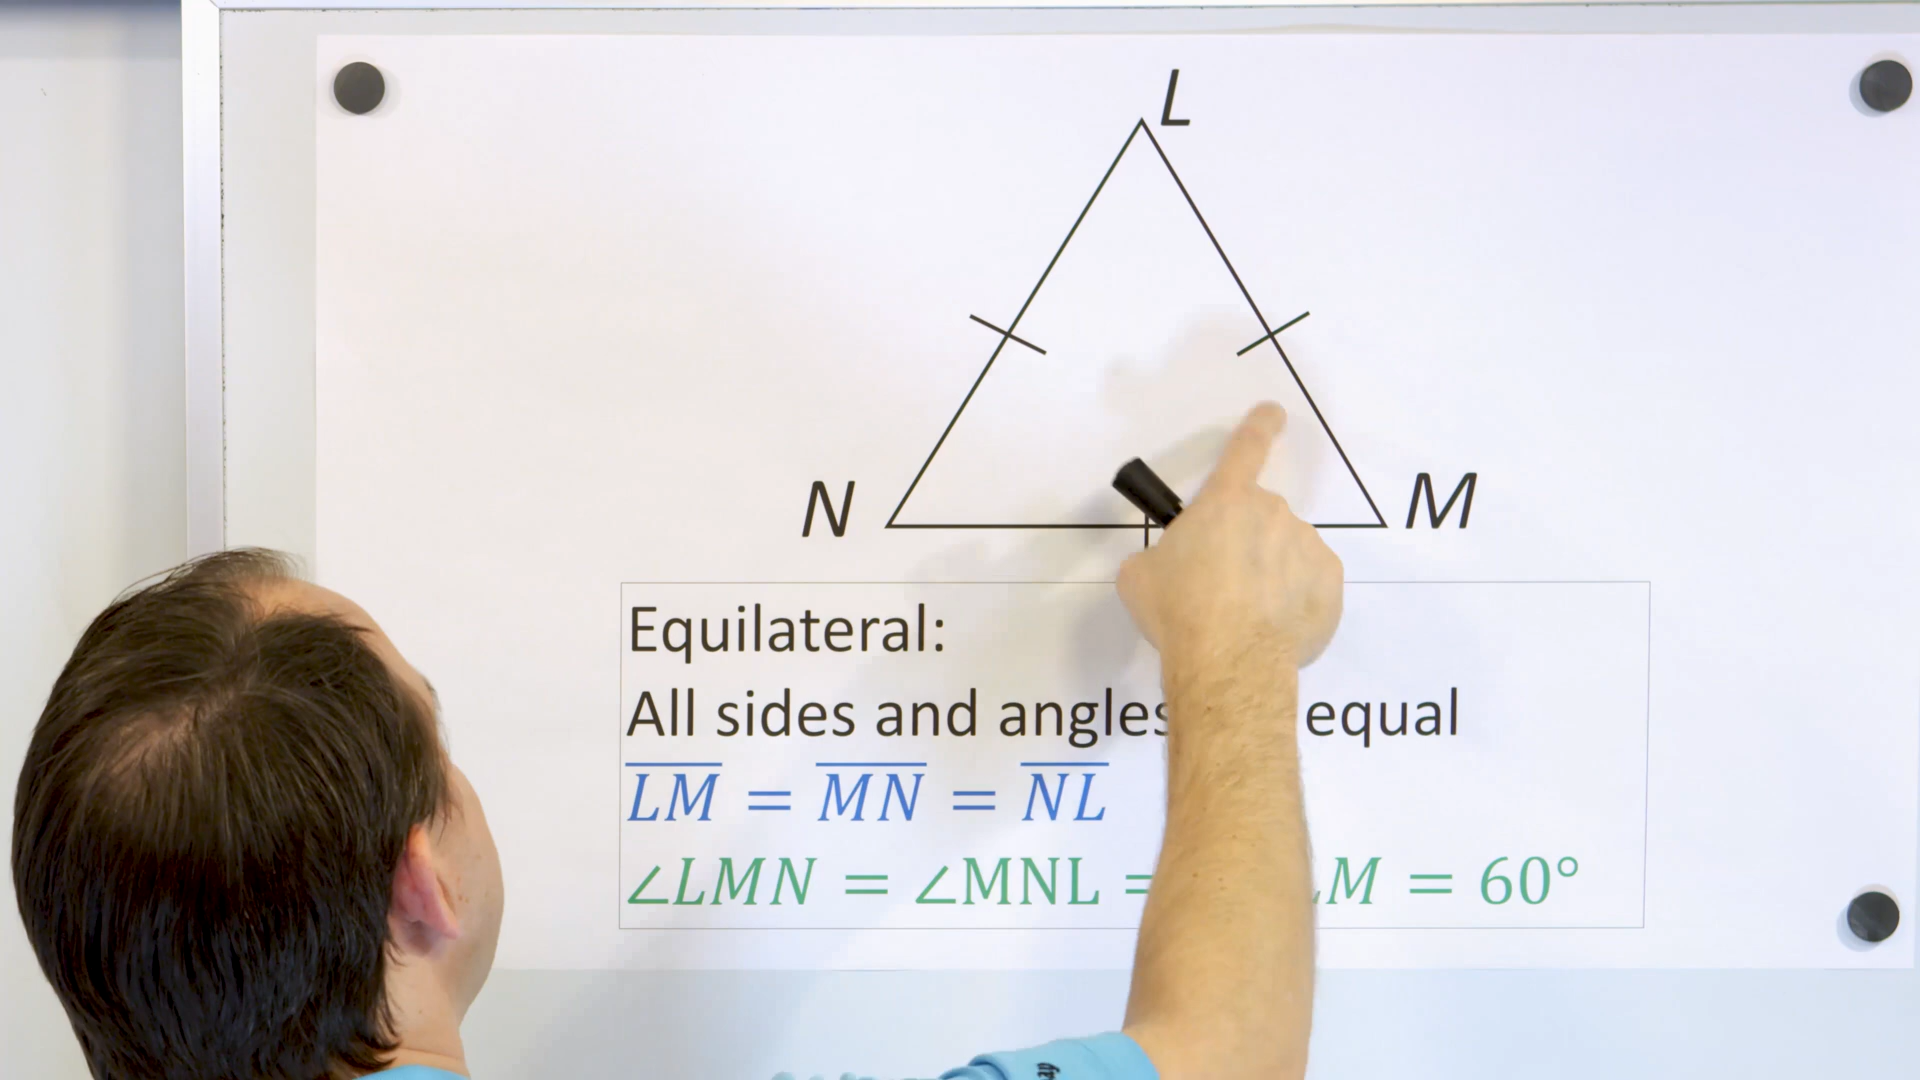 L
N M
Equilateral:
All sides and angles equal
LM = MN = NL
∠LMN = ∠MNL = M = 60°